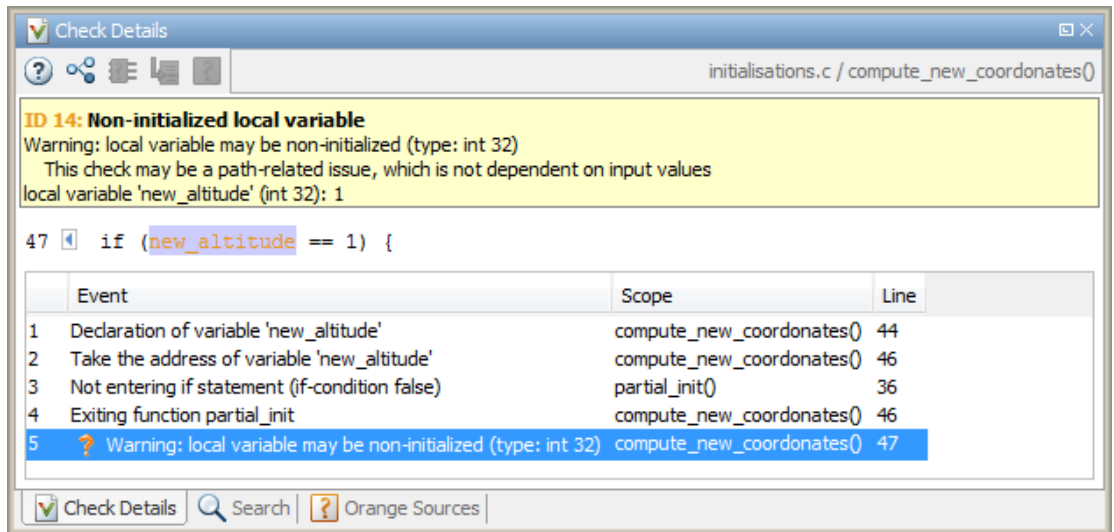 Check Details
initialisations.c / compute_new_coordonates()
ID 14: Non-initialized local variable
Warning: local variable may be non-initialized (type: int 32)
This check may be a path-related issue, which is not dependent on input values
local variable 'new_altitude' (int 32): 1
47 if (new_altitude == 1) {
Event Scope Line
1 Declaration of variable 'new_altitude' compute_new_coordonates() 44
2 Take the address of variable 'new_altitude' compute_new_coordonates() 46
3 Not entering if statement (if-condition false) partial_init() 36
4 Exiting function partial_init compute_new_coordonates() 46
5 ? Warning: local variable may be non-initialized (type: int 32) compute_new_coordonates() 47
Check Details Search ? Orange Sources